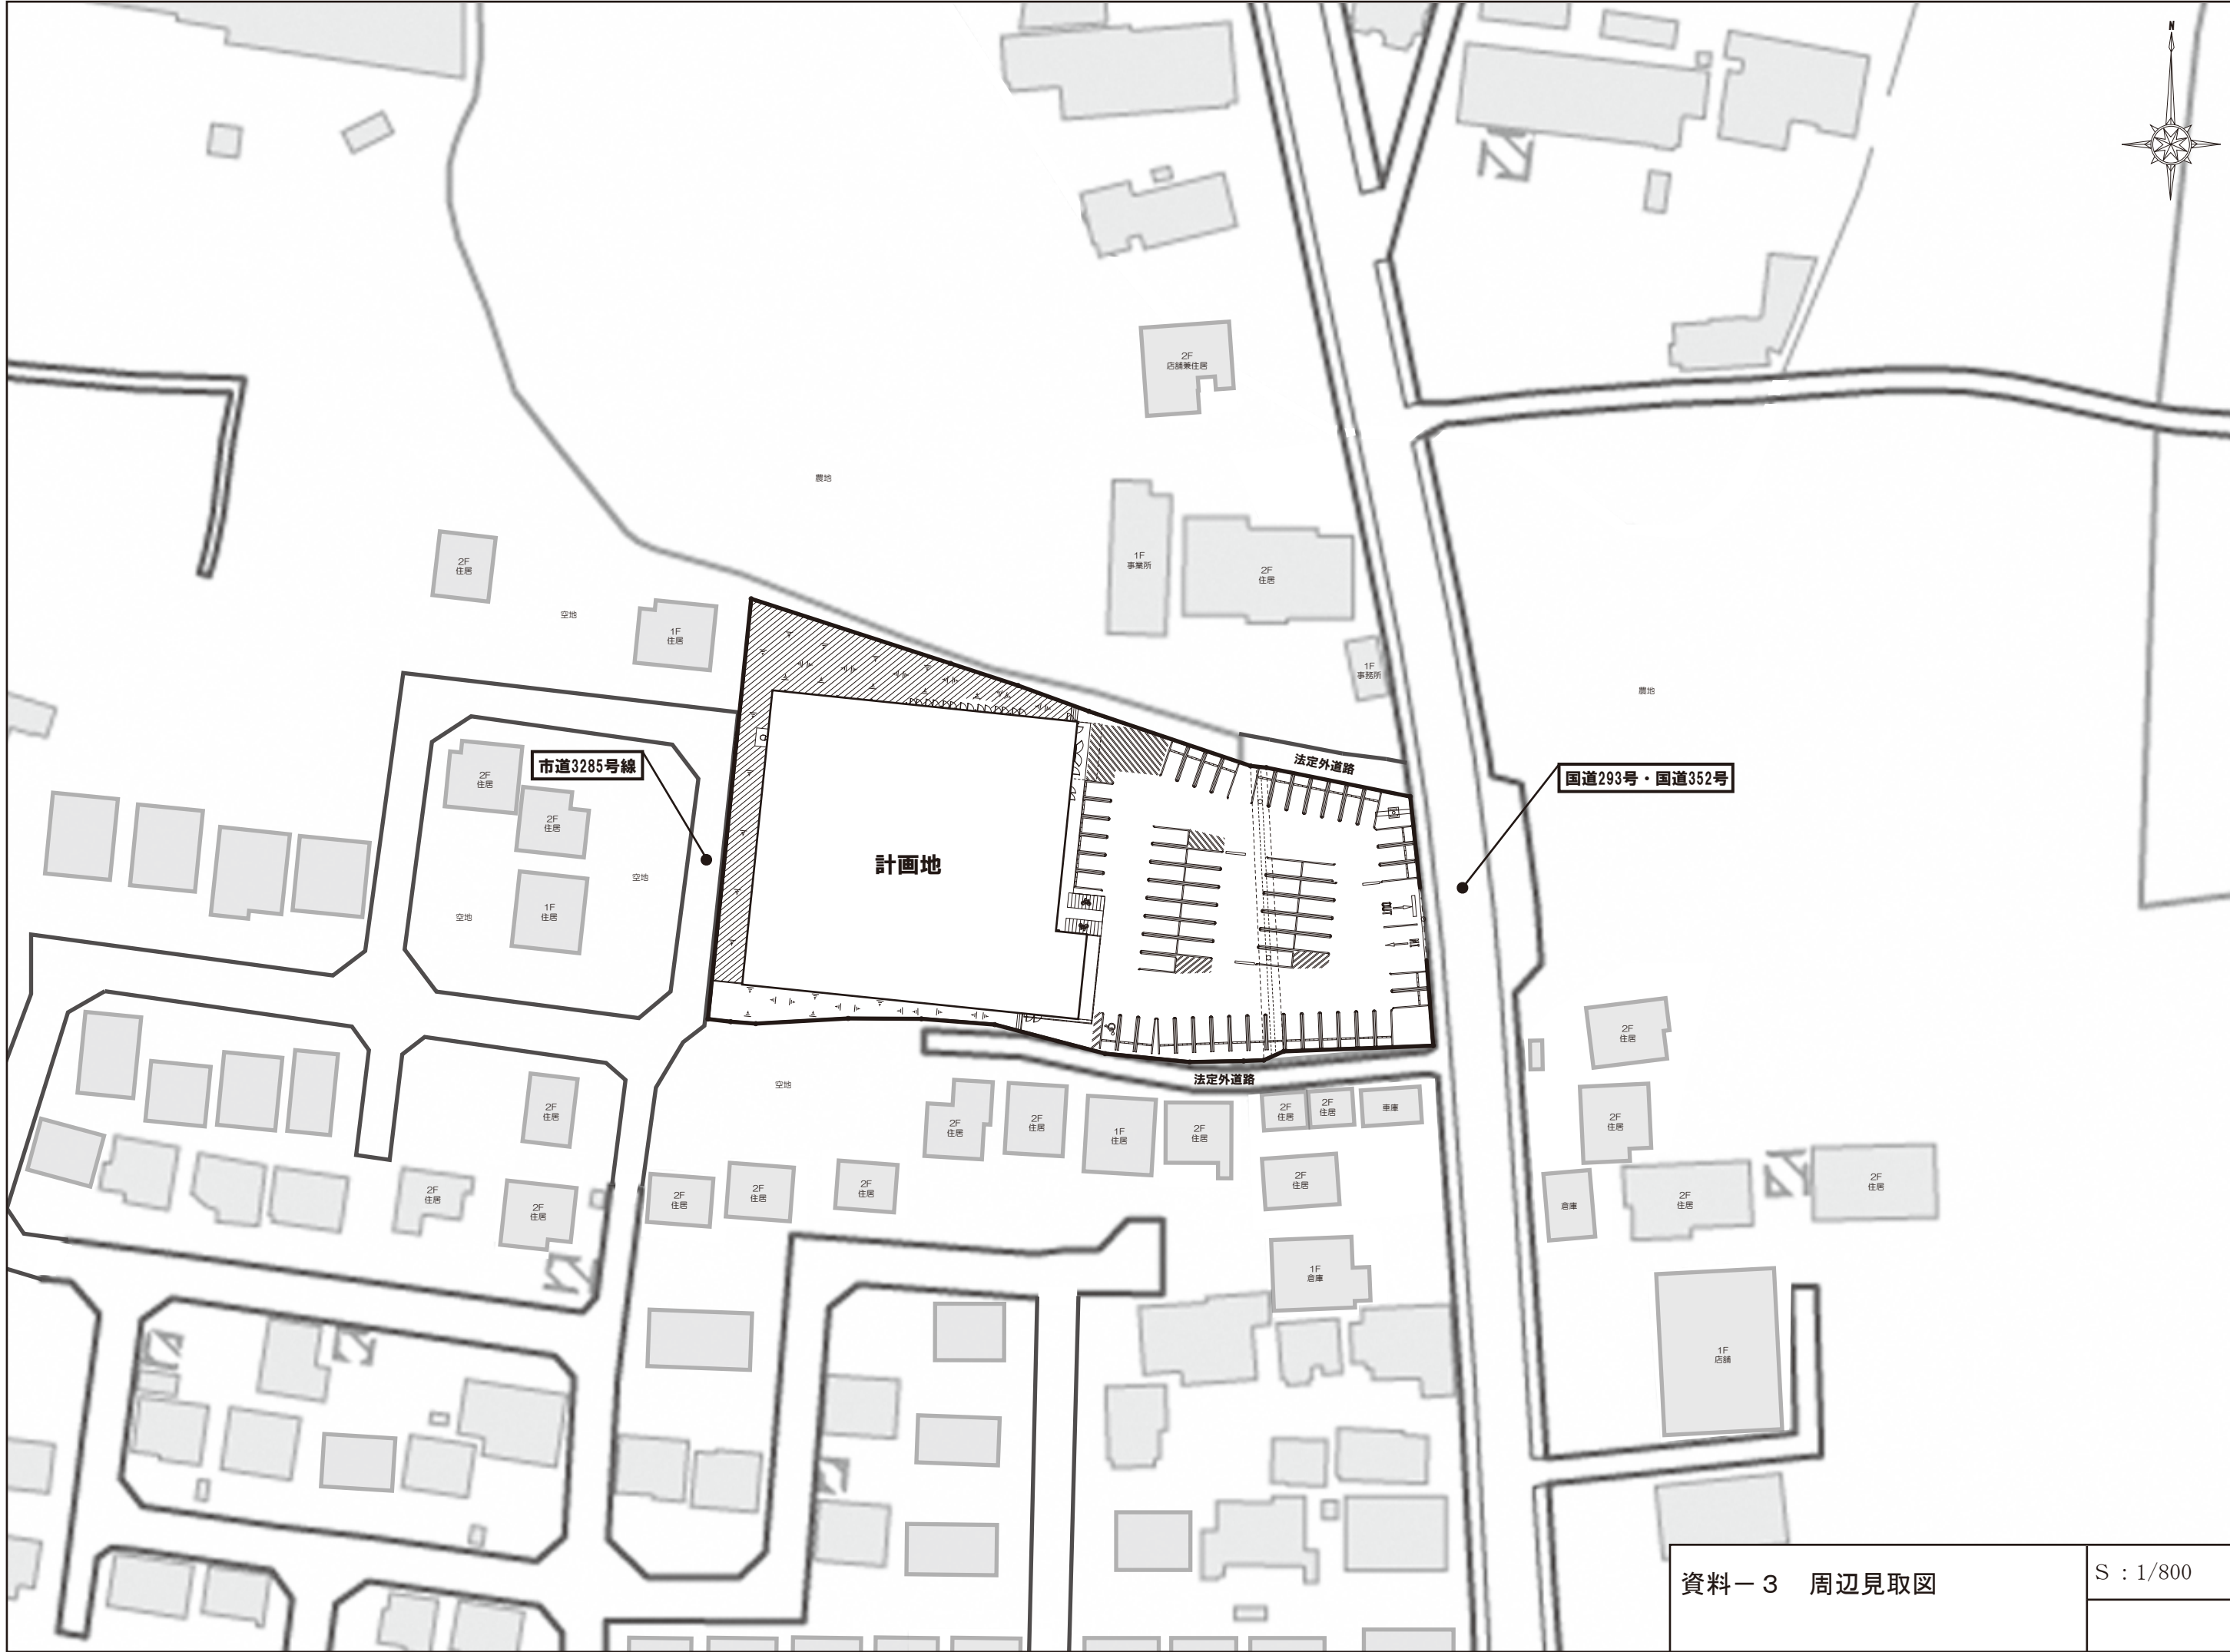 N
2F
店舗兼住居
農地
1F
事業所
2F
住居
2F
住居
空地
1F
住居
1F
事務所
農地
法定外道路
市道3285号線
国道293号・国道352号
2F
住居
2F
住居
空地
計画地
1F
住居
空地
OUT
IN
2F
住居
法定外道路
空地
2F
住居
2F
住居
2F
住居
1F
住居
2F
住居
2F
住居
2F
住居
車庫
2F
住居
2F
住居
2F
住居
2F
住居
2F
住居
2F
住居
2F
住居
2F
住居
倉庫
2F
住居
2F
住居
1F
倉庫
1F
店舗
資料－３　周辺見取図
S：1/800